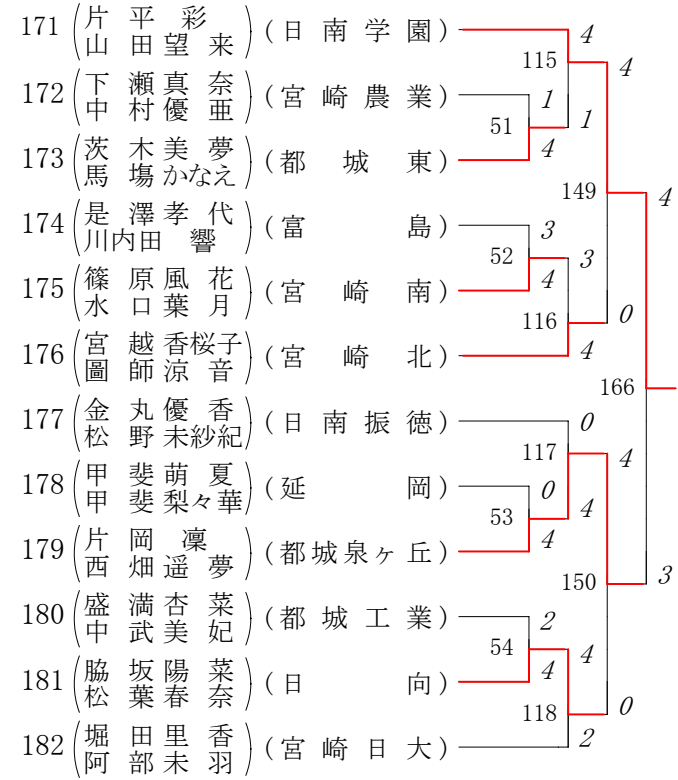 片 平 彩
171 (日 南 学 園) 4
山 田 望 来
115 4
下 瀬 真 奈
172 (宮 崎 農 業) 1
中 村 優 亜
51 1
茨 木 美 夢
173 (都 城 東) 4
馬 場 かなえ
149 4
是 澤 孝 代
174 (富 島) 3
川内田 響
52 3
篠 原 風 花
175 (宮 崎 南) 4
水 口 葉 月
116 0
宮 越 香桜子
176 (宮 崎 北) 4
圖 師 涼 音
166
金 丸 優 香
177 (日 南 振 徳) 0
松 野 未紗紀
117 4
甲 斐 萌 夏
178 (延 岡) 0
甲 斐 梨々華
53 4
片 岡 凜
179 (都城泉ヶ丘) 4
西 畑 遥 夢
150 3
盛 満 杏 菜
180 (都 城 工 業) 2
中 武 美 妃
54 4
脇 坂 陽 菜
181 (日 向) 4
松 葉 春 奈
118 0
堀 田 里 香
182 (宮 崎 日 大) 2
阿 部 未 羽